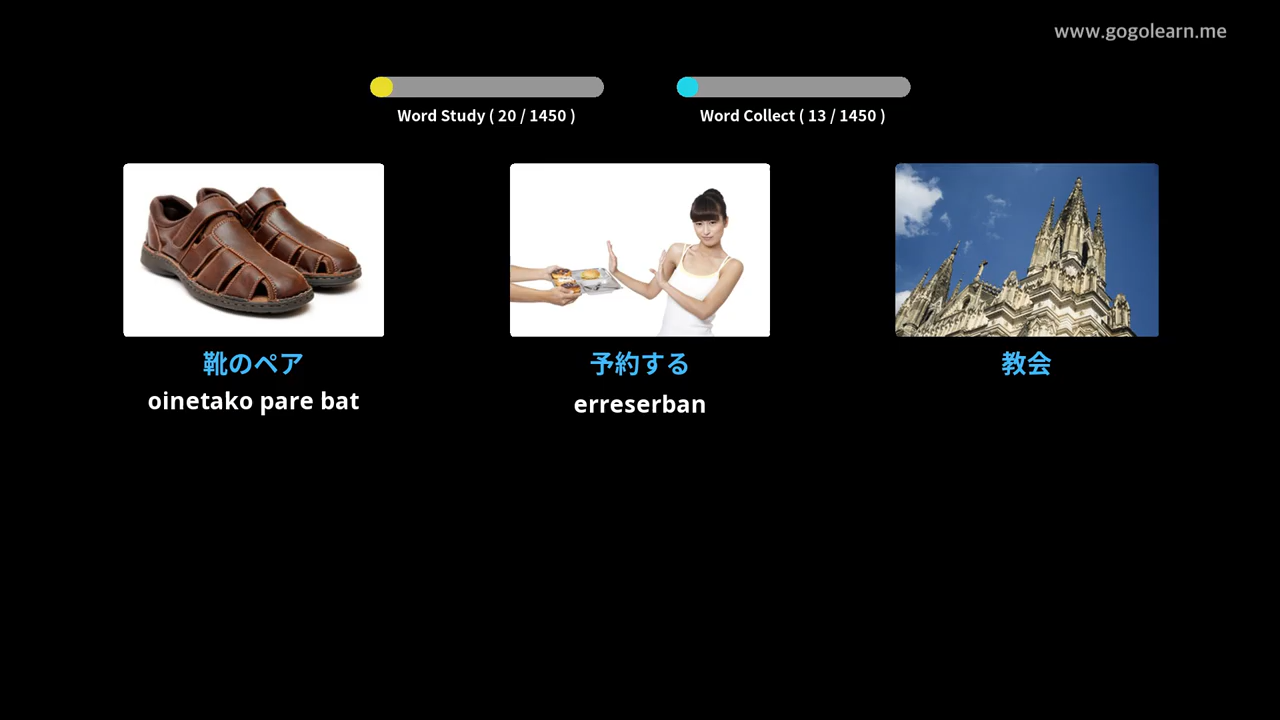 www.gogolearn.me
Word Study ( 20 / 1450 )
Word Collect ( 13 / 1450 )
靴のペア
oinetako pare bat
予約する
erreserban
教会